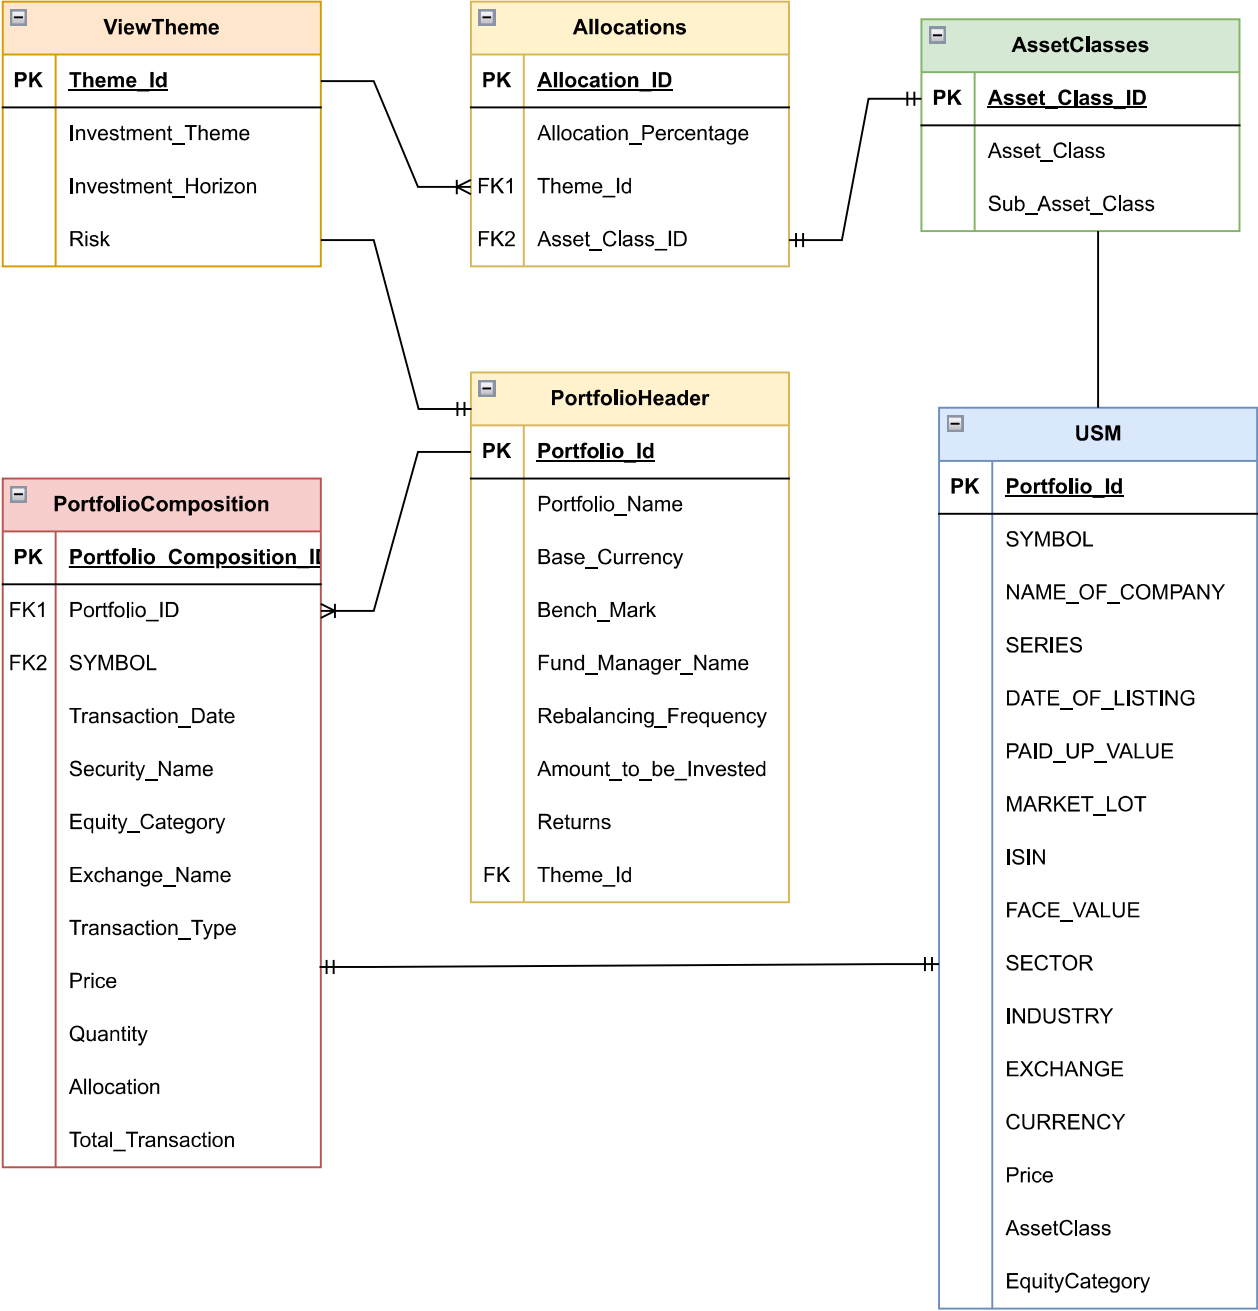 ViewTheme
PK Theme_Id
Investment_Theme
Investment_Horizon
Risk
Allocations
PK Allocation_ID
Allocation_Percentage
FK1 Theme_Id
FK2 Asset_Class_ID
AssetClasses
PK Asset_Class_ID
Asset_Class
Sub_Asset_Class
PortfolioHeader
PK Portfolio_Id
Portfolio_Name
Base_Currency
Bench_Mark
Fund_Manager_Name
Rebalancing_Frequency
Amount_to_be_Invested
Returns
FK Theme_Id
PortfolioComposition
PK Portfolio_Composition_ID
FK1 Portfolio_ID
FK2 SYMBOL
Transaction_Date
Security_Name
Equity_Category
Exchange_Name
Transaction_Type
Price
Quantity
Allocation
Total_Transaction
USM
PK Portfolio_Id
SYMBOL
NAME_OF_COMPANY
SERIES
DATE_OF_LISTING
PAID_UP_VALUE
MARKET_LOT
ISIN
FACE_VALUE
SECTOR
INDUSTRY
EXCHANGE
CURRENCY
Price
AssetClass
EquityCategory